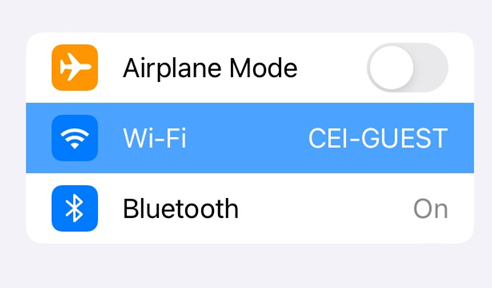 Airplane Mode
Wi-Fi CEI-GUEST
Bluetooth On